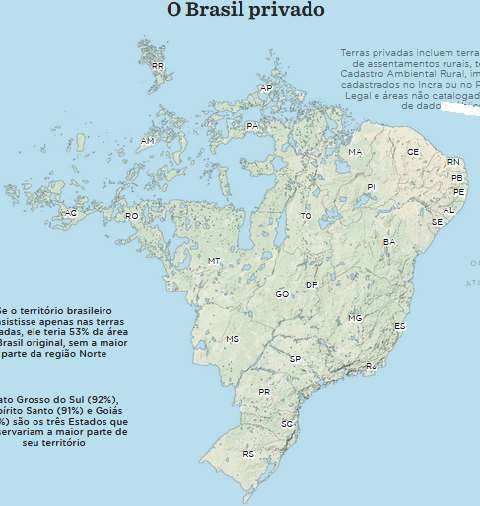 O Brasil privado
Terras privadas incluem terra
de assentamentos rurais, te
Cadastro Ambiental Rural, im
cadastrados no Incra ou no P
Legal e áreas não catalogad
de dado
RR
AP
PA
AM
MA
CE
RN
PB
PE
PI
AC
RO
TO
AL
SE
BA
MT
GO
DF
MG
ES
MS
SP
PR
SC
RS
Se o território brasileiro
sistisse apenas nas terras
adas, ele teria 53% da área
Brasil original, sem a maior
parte da região Norte
ato Grosso do Sul (92%),
pírito Santo (91%) e Goiás
%) são os três Estados que
servariam a maior parte de
seu território